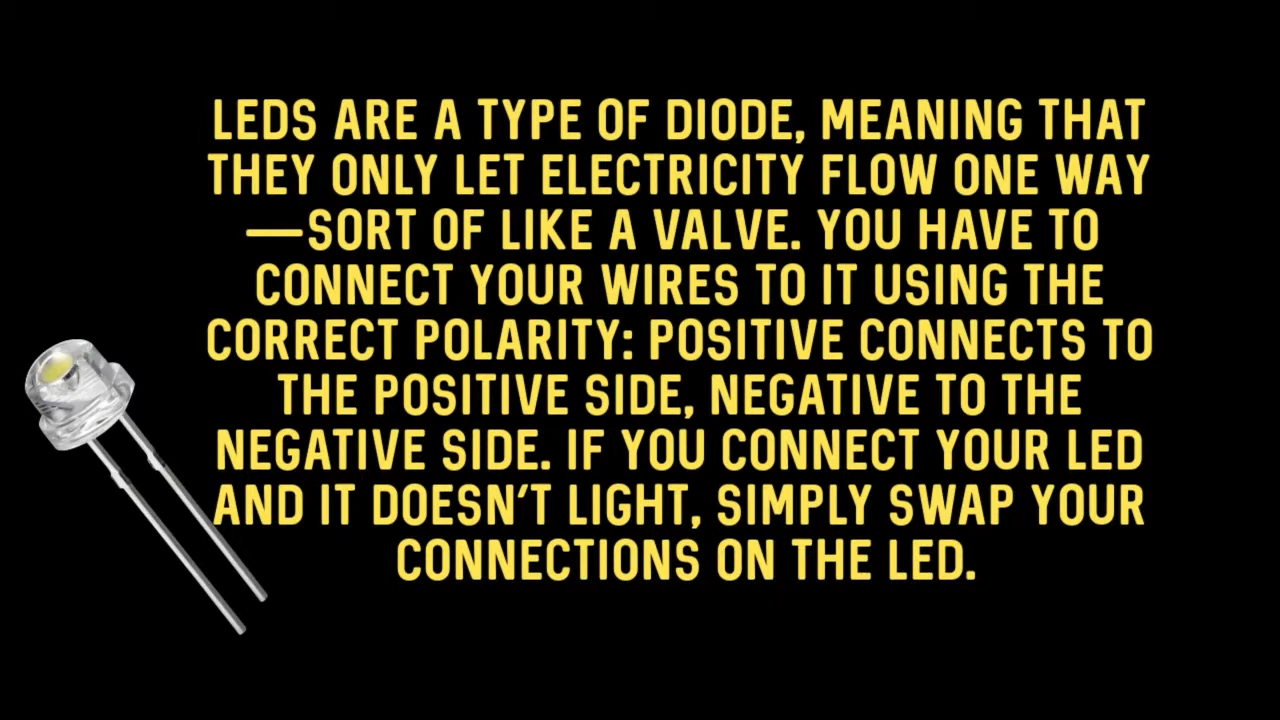 LEDS ARE A TYPE OF DIODE, MEANING THAT
THEY ONLY LET ELECTRICITY FLOW ONE WAY
—SORT OF LIKE A VALVE. YOU HAVE TO
CONNECT YOUR WIRES TO IT USING THE
CORRECT POLARITY: POSITIVE CONNECTS TO
THE POSITIVE SIDE, NEGATIVE TO THE
NEGATIVE SIDE. IF YOU CONNECT YOUR LED
AND IT DOESN'T LIGHT, SIMPLY SWAP YOUR
CONNECTIONS ON THE LED.